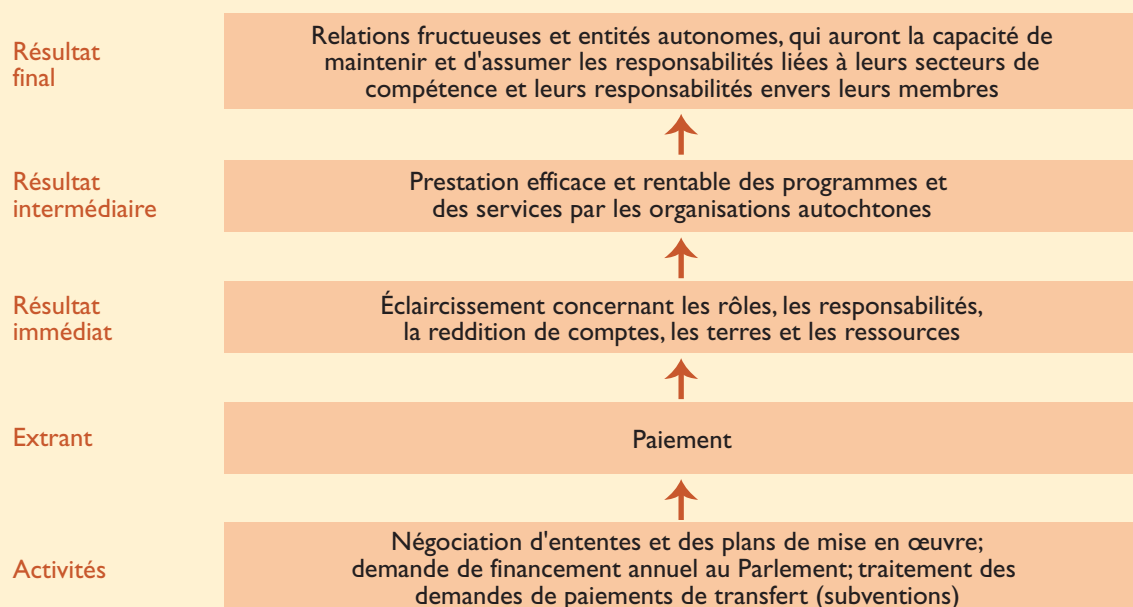 Résultat
final
Relations fructueuses et entités autonomes, qui auront la capacité de
maintenir et d'assumer les responsabilités liées à leurs secteurs de
compétence et leurs responsabilités envers leurs membres
Résultat
intermédiaire
Prestation efficace et rentable des programmes et
des services par les organisations autochtones
Résultat
immédiat
Éclaircissement concernant les rôles, les responsabilités,
la reddition de comptes, les terres et les ressources
Extrant
Paiement
Activités
Négociation d'ententes et des plans de mise en œuvre;
demande de financement annuel au Parlement; traitement des
demandes de paiements de transfert (subventions)